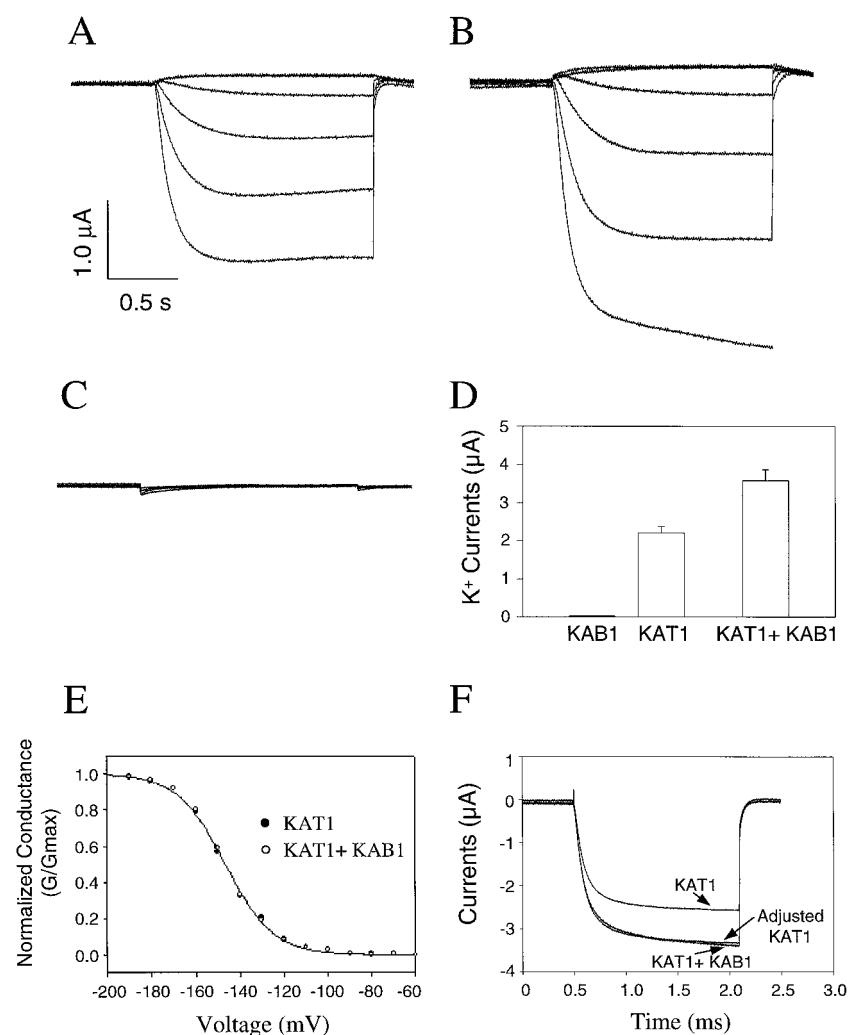 A
B
1.0 µA
0.5 s
C
D
K+ Currents (µA)
5
4
3
2
1
0
KAB1
KAT1
KAT1+ KAB1
E
Normalized Conductance
(G/Gmax)
1.0
0.8
0.6
0.4
0.2
0.0
KAT1
KAT1+ KAB1
-200 -180 -160 -140 -120 -100 -80 -60
Voltage (mV)
F
Currents (µA)
1
0
-1
-2
-3
-4
KAT1
Adjusted
KAT1
KAT1+ KAB1
0 0.5 1.0 1.5 2.0 2.5 3.0
Time (ms)